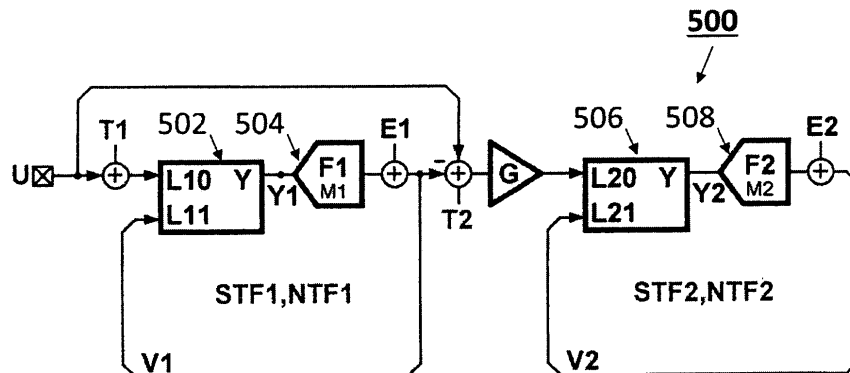 500
T1
502
504
E1
506
508
E2
U
L10 Y
L11
Y1
F1
M1
-
T2
G
L20 Y
L21
Y2
F2
M2
STF1,NTF1
STF2,NTF2
V1
V2